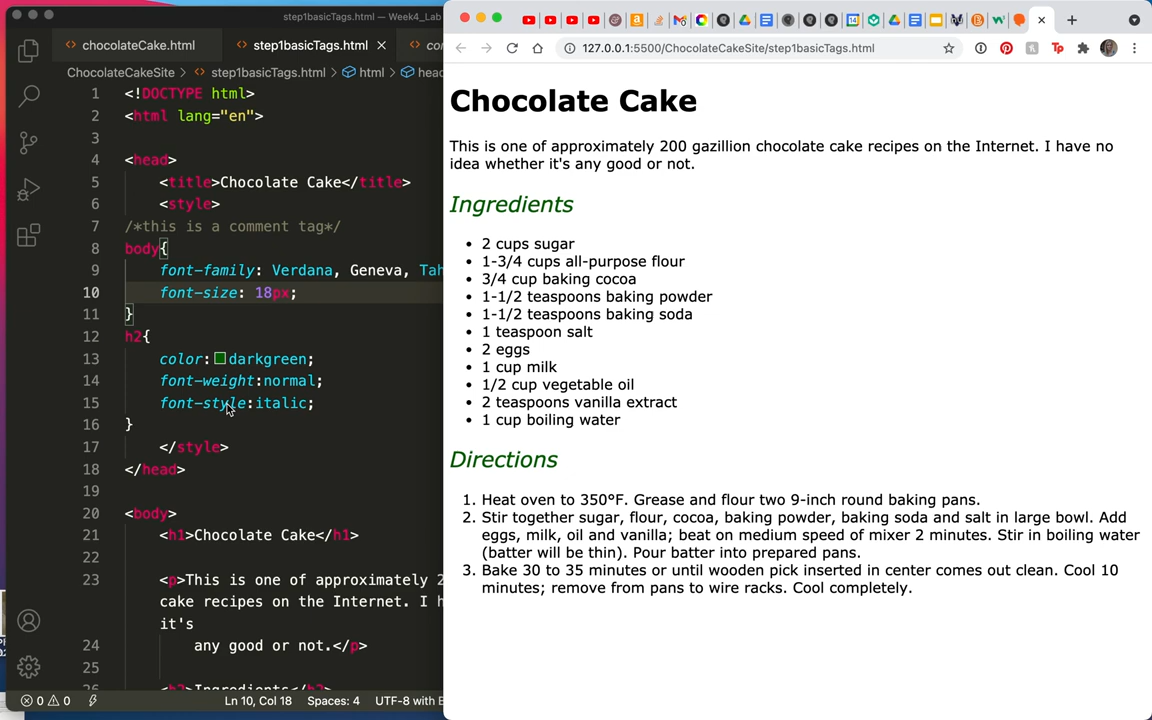 step1basicTags.html — Week4_Lab
chocolateCake.html
step1basicTags.html
ChocolateCakeSite > step1basicTags.html > html > head
1 <!DOCTYPE html>
2 <html lang="en">
3
4 <head>
5 <title>Chocolate Cake</title>
6 <style>
7 /*this is a comment tag*/
8 body{
9 font-family: Verdana, Geneva, Tah
10 font-size: 18px;
11 }
12 h2{
13 color: darkgreen;
14 font-weight:normal;
15 font-style:italic;
16 }
17 </style>
18 </head>
19
20 <body>
21 <h1>Chocolate Cake</h1>
22
23 <p>This is one of approximately 2
cake recipes on the Internet. I h
it's
24 any good or not.</p>
25
26 <h2>Ingredients</h2>
0 0
Ln 10, Col 18 Spaces: 4 UTF-8 with B
127.0.0.1:5500/ChocolateCakeSite/step1basicTags.html
Chocolate Cake
This is one of approximately 200 gazillion chocolate cake recipes on the Internet. I have no
idea whether it's any good or not.
Ingredients
• 2 cups sugar
• 1-3/4 cups all-purpose flour
• 3/4 cup baking cocoa
• 1-1/2 teaspoons baking powder
• 1-1/2 teaspoons baking soda
• 1 teaspoon salt
• 2 eggs
• 1 cup milk
• 1/2 cup vegetable oil
• 2 teaspoons vanilla extract
• 1 cup boiling water
Directions
1. Heat oven to 350°F. Grease and flour two 9-inch round baking pans.
2. Stir together sugar, flour, cocoa, baking powder, baking soda and salt in large bowl. Add
eggs, milk, oil and vanilla; beat on medium speed of mixer 2 minutes. Stir in boiling water
(batter will be thin). Pour batter into prepared pans.
3. Bake 30 to 35 minutes or until wooden pick inserted in center comes out clean. Cool 10
minutes; remove from pans to wire racks. Cool completely.